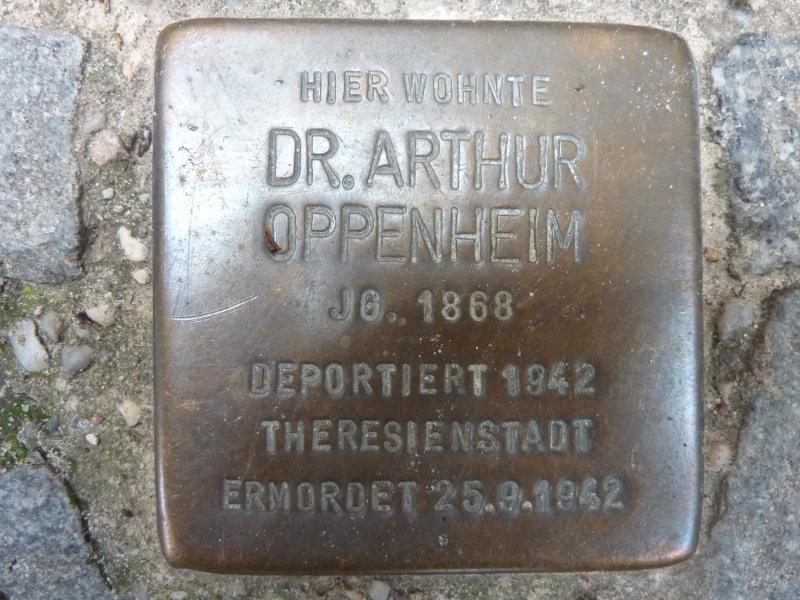 HIER WOHNTE
DR. ARTHUR
OPPENHEIM
JG. 1868
DEPORTIERT 1942
THERESIENSTADT
ERMORDET 25.9.1942